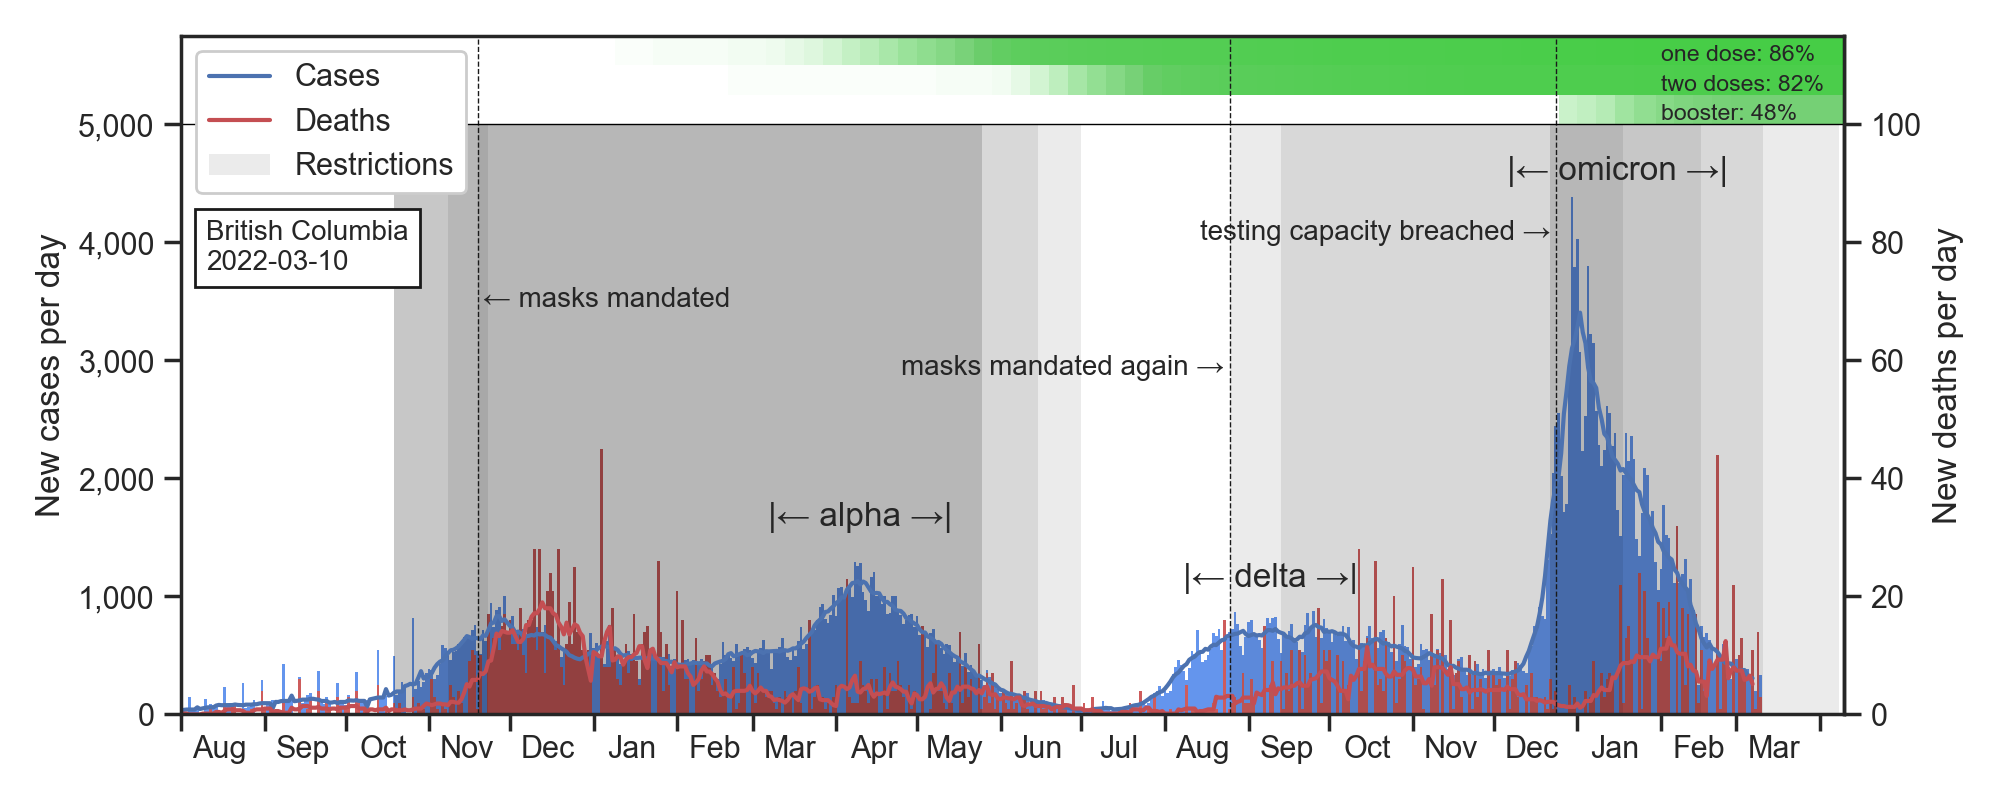 Cases
Deaths
Restrictions
British Columbia
2022-03-10
one dose: 86%
two doses: 82%
booster: 48%
|← omicron →|
testing capacity breached →
← masks mandated
masks mandated again →
|← alpha →|
|← delta →|
New cases per day
5,000
4,000
3,000
2,000
1,000
0
New deaths per day
100
80
60
40
20
0
Aug Sep Oct Nov Dec Jan Feb Mar Apr May Jun Jul Aug Sep Oct Nov Dec Jan Feb Mar